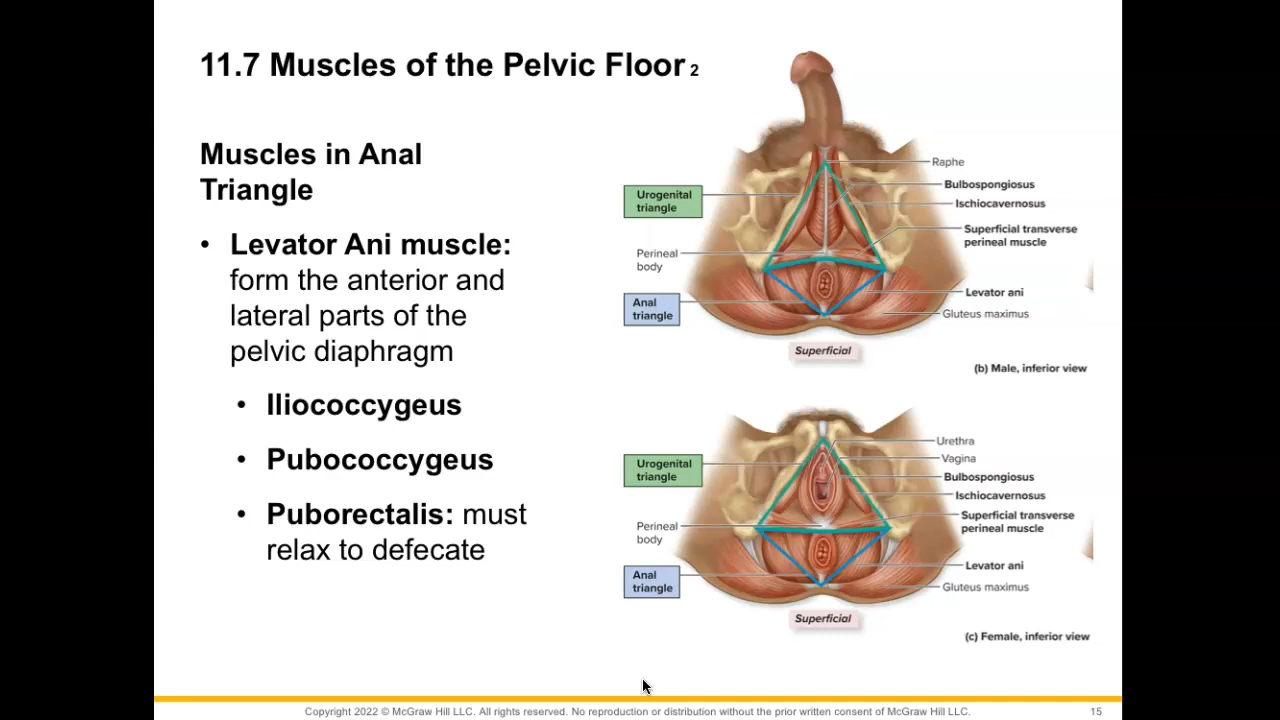 11.7 Muscles of the Pelvic Floor 2
Muscles in Anal
Triangle
• Levator Ani muscle:
form the anterior and
lateral parts of the
pelvic diaphragm
• Iliococcygeus
• Pubococcygeus
• Puborectalis: must
relax to defecate
Raphe
Bulbospongiosus
Ischiocavernosus
Superficial transverse
perineal muscle
Levator ani
Gluteus maximus
Urogenital
triangle
Perineal
body
Anal
triangle
Superficial
(b) Male, inferior view
Urethra
Vagina
Bulbospongiosus
Ischiocavernosus
Superficial transverse
perineal muscle
Levator ani
Gluteus maximus
Urogenital
triangle
Perineal
body
Anal
triangle
Superficial
(c) Female, inferior view
Copyright 2022 © McGraw Hill LLC. All rights reserved. No reproduction or distribution without the prior written consent of McGraw Hill LLC.
15